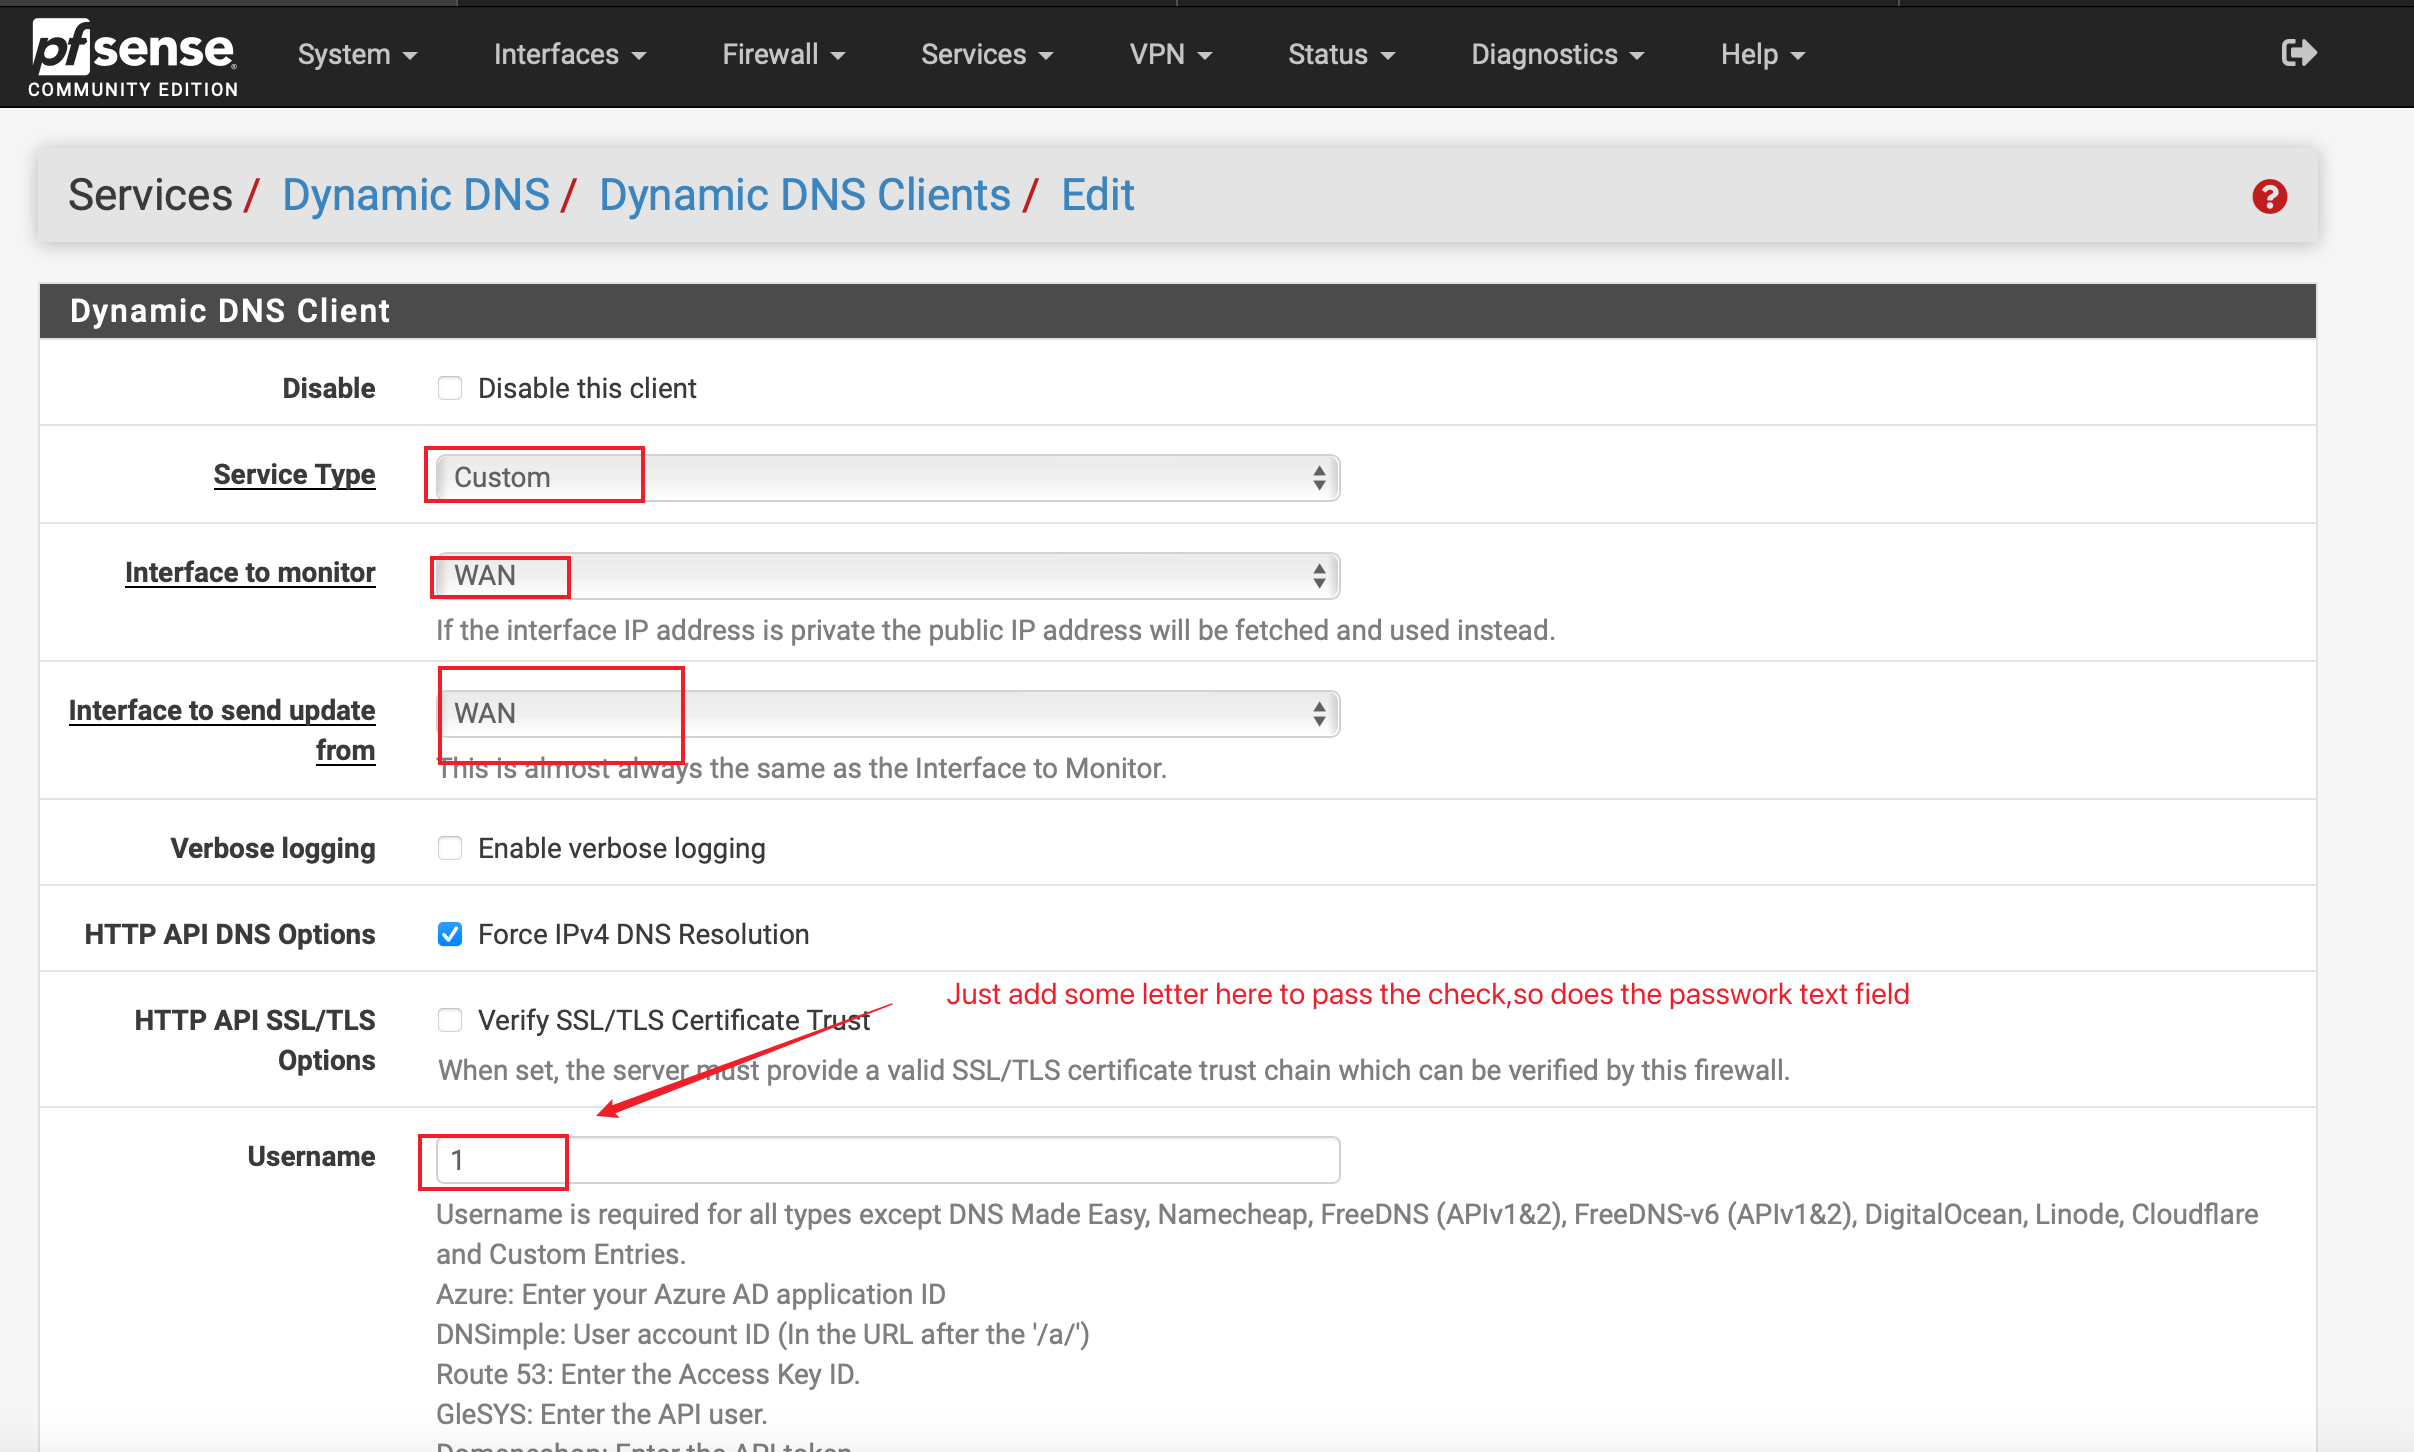 pfsense
COMMUNITY EDITION
System
Interfaces
Firewall
Services
VPN
Status
Diagnostics
Help
Services / Dynamic DNS / Dynamic DNS Clients / Edit
Dynamic DNS Client
Disable
Disable this client
Service Type
Custom
Interface to monitor
WAN
If the interface IP address is private the public IP address will be fetched and used instead.
Interface to send update
from
WAN
This is almost always the same as the Interface to Monitor.
Verbose logging
Enable verbose logging
HTTP API DNS Options
Force IPv4 DNS Resolution
Just add some letter here to pass the check,so does the passwork text field
HTTP API SSL/TLS
Options
Verify SSL/TLS Certificate Trust
When set, the server must provide a valid SSL/TLS certificate trust chain which can be verified by this firewall.
Username
1
Username is required for all types except DNS Made Easy, Namecheap, FreeDNS (APIv1&2), FreeDNS-v6 (APIv1&2), DigitalOcean, Linode, Cloudflare
and Custom Entries.
Azure: Enter your Azure AD application ID
DNSimple: User account ID (In the URL after the '/a/')
Route 53: Enter the Access Key ID.
GleSYS: Enter the API user.
Domeneshop: Enter the API token.